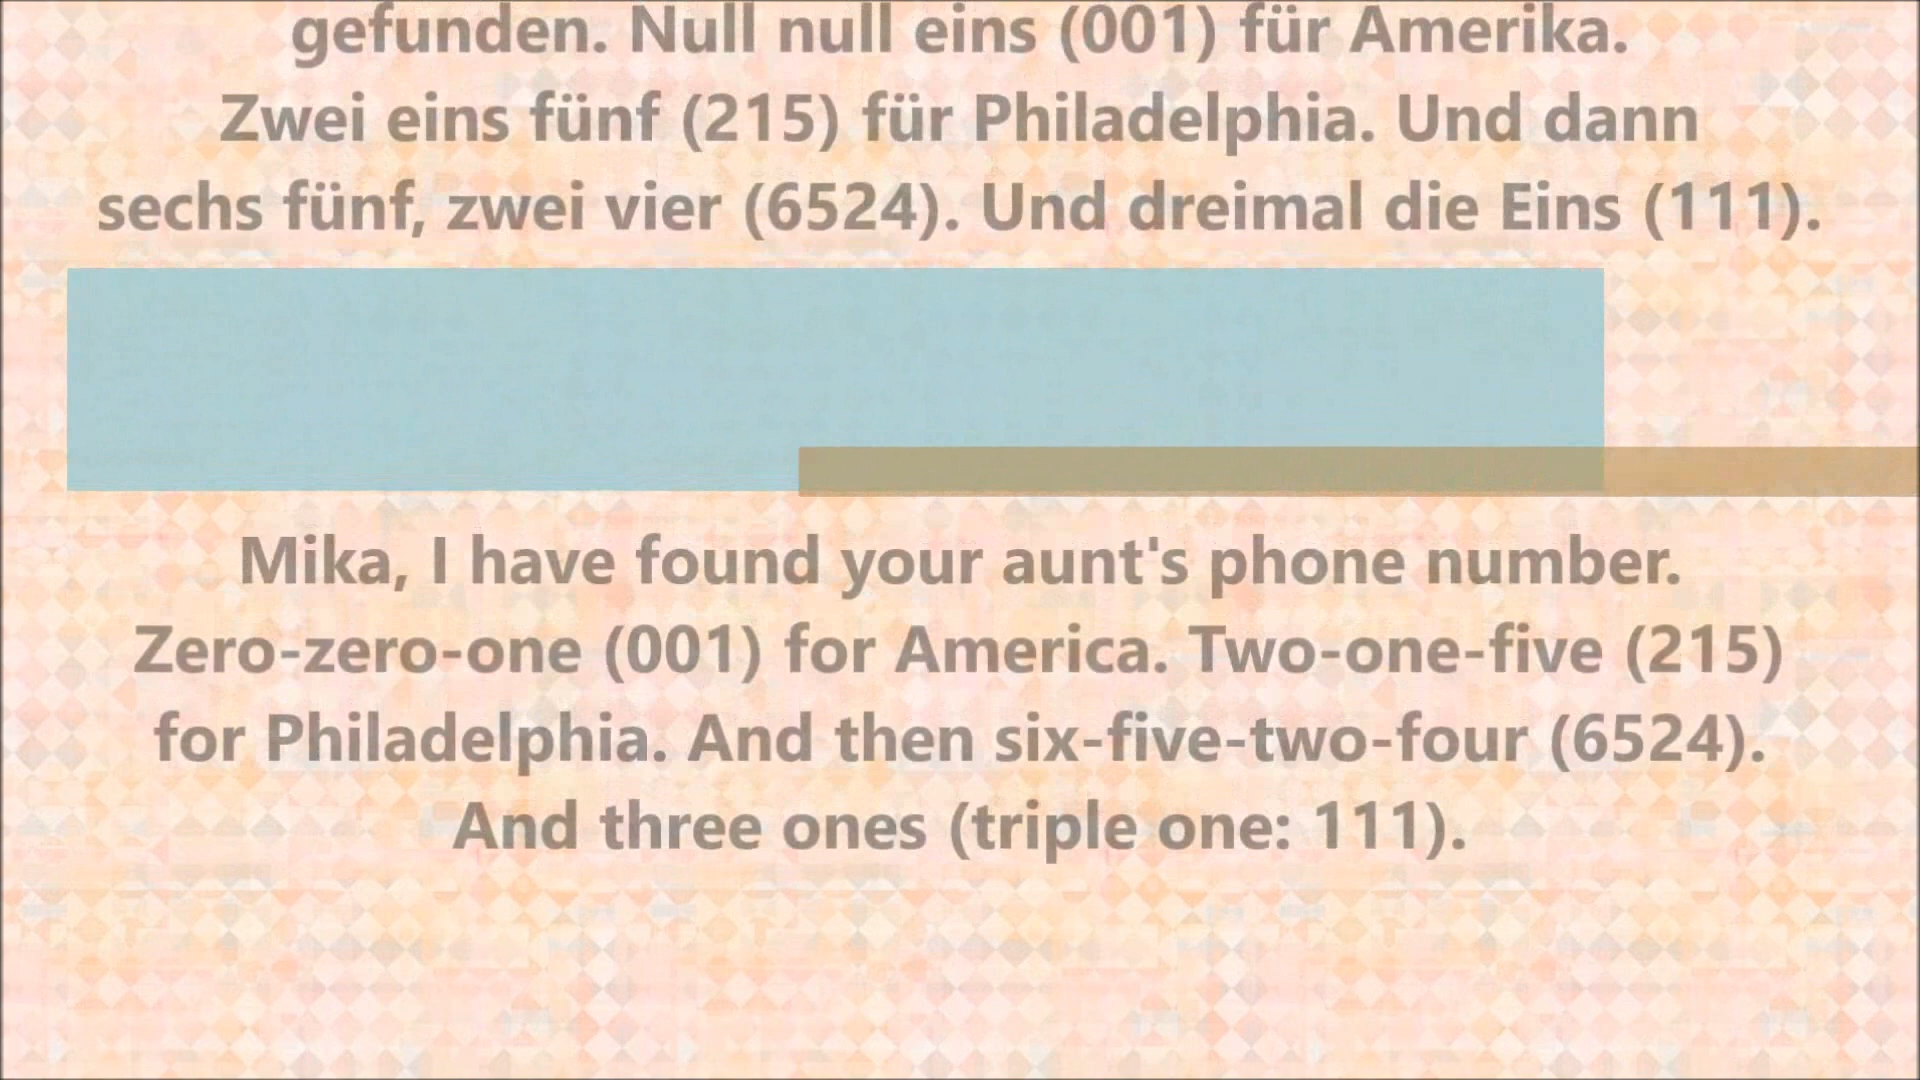 gefunden. Null null eins (001) für Amerika.
Zwei eins fünf (215) für Philadelphia. Und dann
sechs fünf, zwei vier (6524). Und dreimal die Eins (111).
Mika, I have found your aunt's phone number.
Zero-zero-one (001) for America. Two-one-five (215)
for Philadelphia. And then six-five-two-four (6524).
And three ones (triple one: 111).